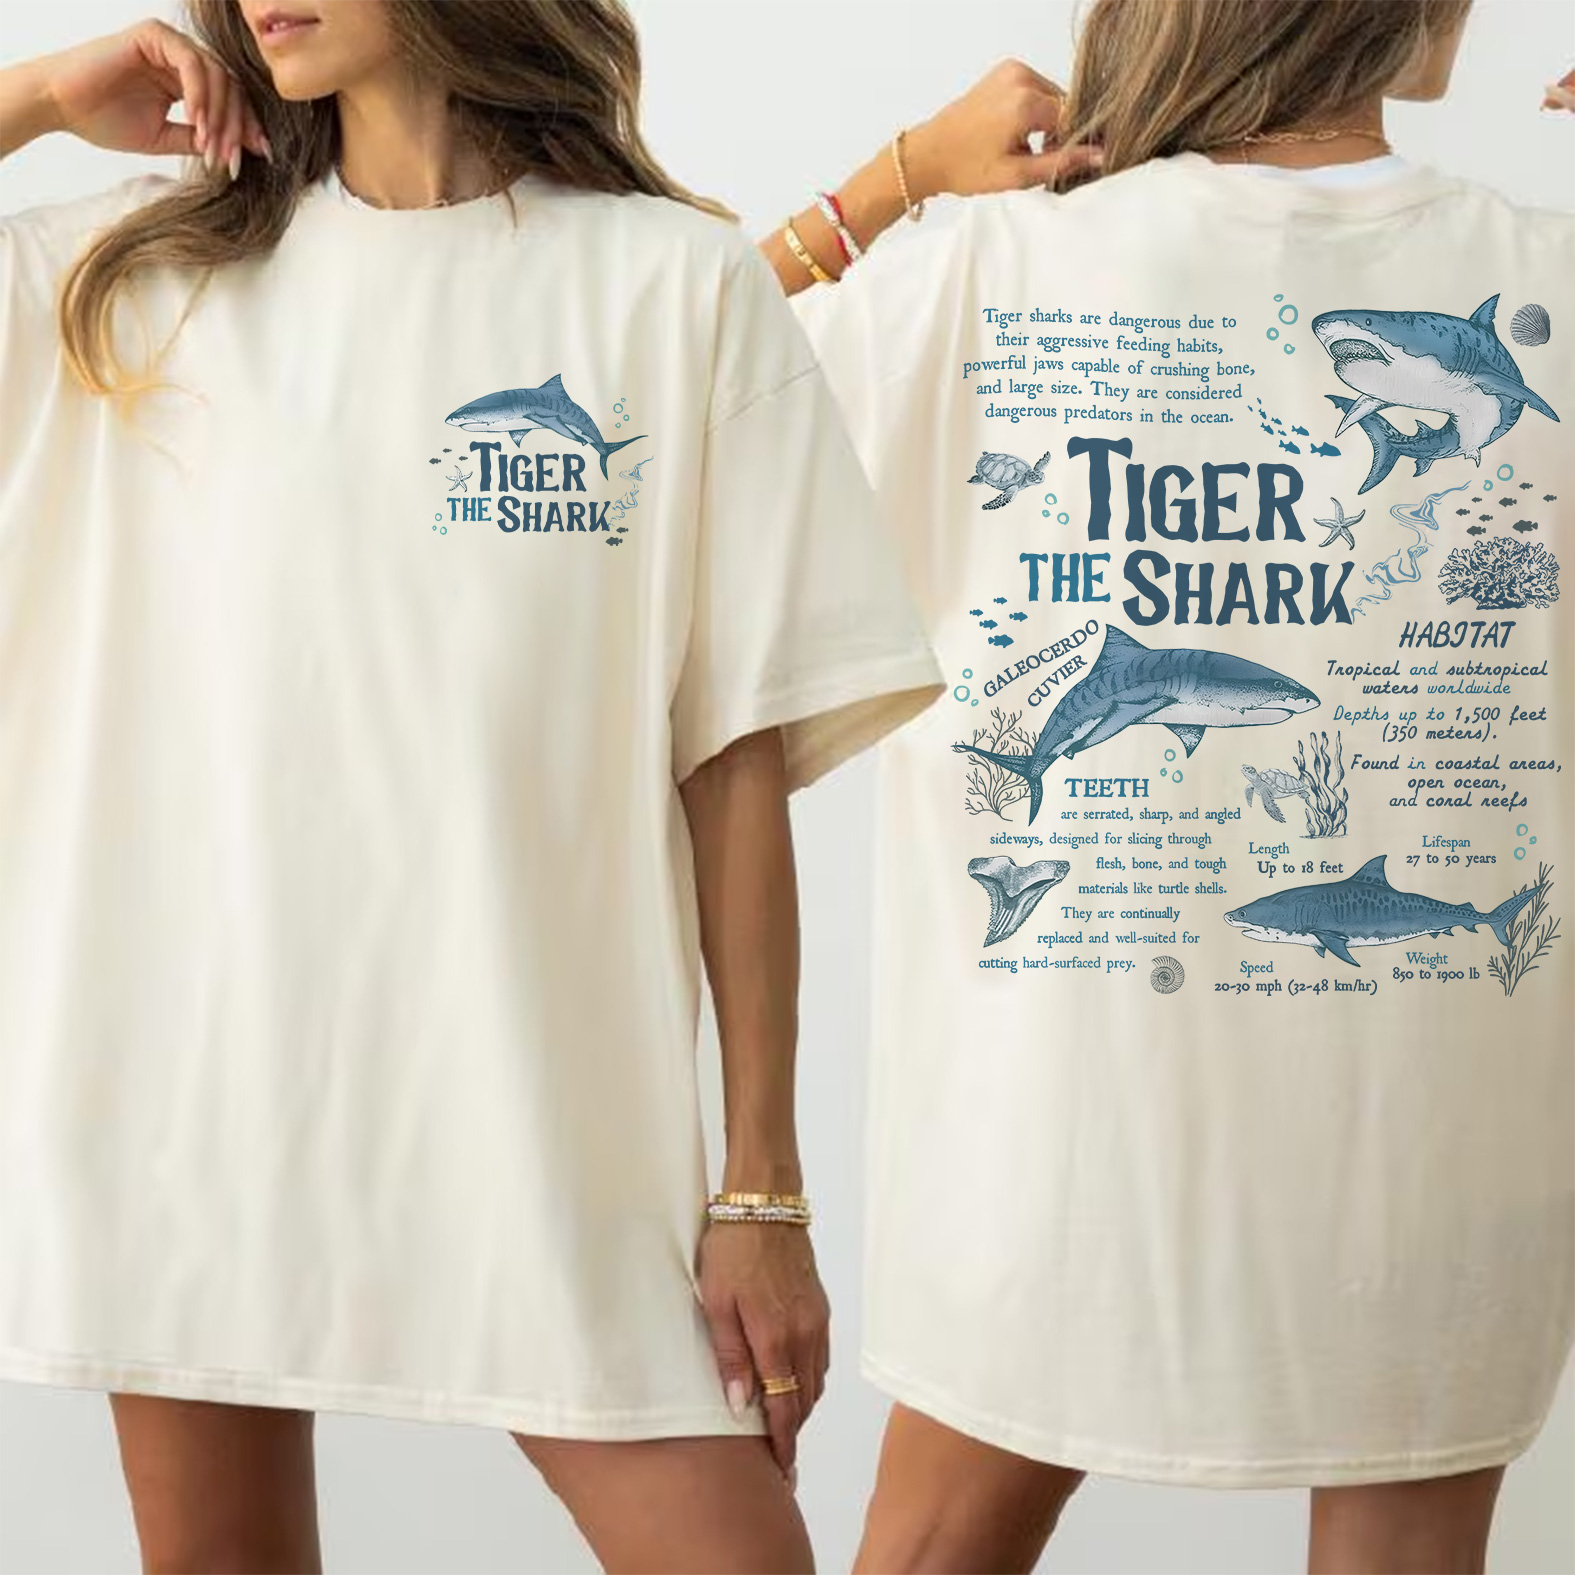 TIGER
THE SHARK
Tiger sharks are dangerous due to
their aggressive feeding habits,
powerful jaws capable of crushing bone,
and large size. They are considered
dangerous predators in the ocean.
TIGER
THE SHARK
GALEOCERDO
CUVIER
HABITAT
Tropical and subtropical
waters worldwide
Depths up to 1,500 feet
(350 meters).
Found in coastal areas,
open ocean,
and coral reefs
TEETH
are serrated, sharp, and angled
sideways, designed for slicing through
flesh, bone, and tough
materials like turtle shells.
They are continually
replaced and well-suited for
cutting hard-surfaced prey.
Length
Up to 18 feet
Lifespan
27 to 50 years
Speed
20-30 mph (32-48 km/hr)
Weight
850 to 1900 lb